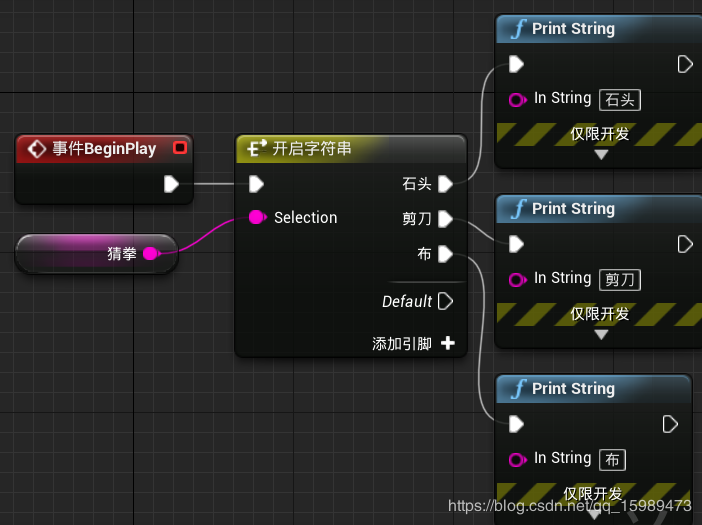 Print String
In String 石头
仅限开发
事件BeginPlay
开启字符串
石头
Selection
剪刀
猜拳
布
Default
添加引脚
Print String
In String 剪刀
仅限开发
Print String
In String 布
仅限开发
https://blog.csdn.net/qq_15989473